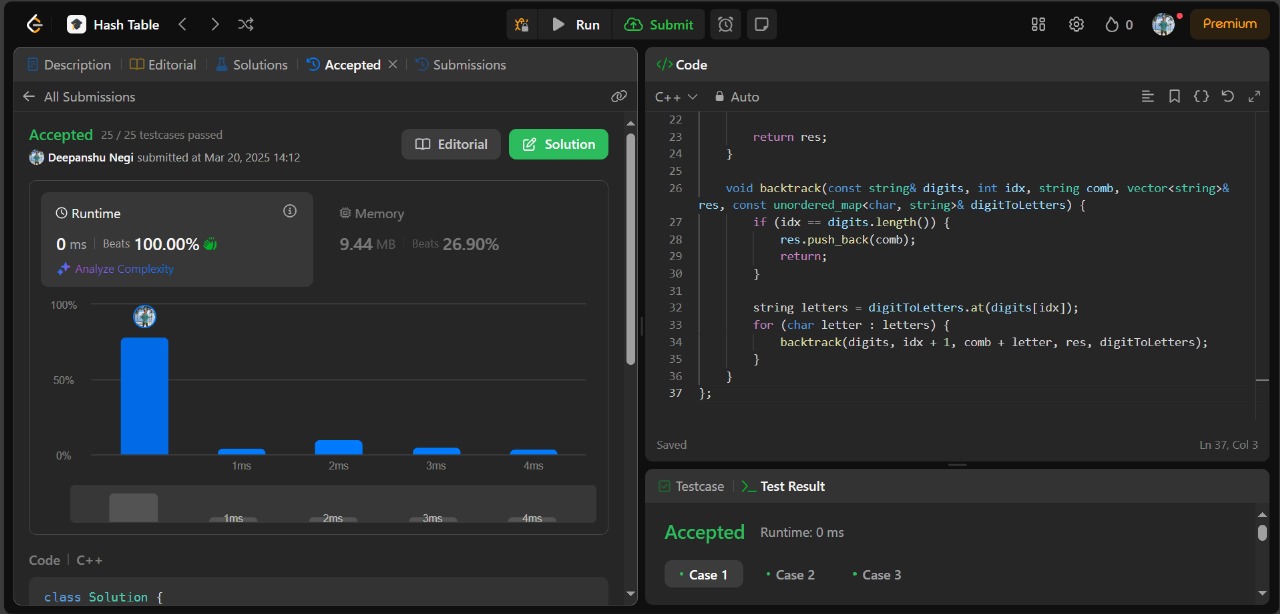 Hash Table
Run
Submit
0
Premium
Description
Editorial
Solutions
Accepted
Submissions
All Submissions
Accepted 25 / 25 testcases passed
Deepanshu Negi submitted at Mar 20, 2025 14:12
Editorial
Solution
Runtime
0 ms | Beats 100.00%
Analyze Complexity
Memory
9.44 MB | Beats 26.90%
100%
50%
0%
1ms 2ms 3ms 4ms
1ms 2ms 3ms 4ms
Code | C++
class Solution {
</> Code
C++ Auto
22
23 return res;
24 }
25
26 void backtrack(const string& digits, int idx, string comb, vector<string>&
res, const unordered_map<char, string>& digitToLetters) {
27 if (idx == digits.length()) {
28 res.push_back(comb);
29 return;
30 }
31
32 string letters = digitToLetters.at(digits[idx]);
33 for (char letter : letters) {
34 backtrack(digits, idx + 1, comb + letter, res, digitToLetters);
35 }
36 }
37 };
Saved
Ln 37, Col 3
Testcase
Test Result
Accepted Runtime: 0 ms
Case 1
Case 2
Case 3